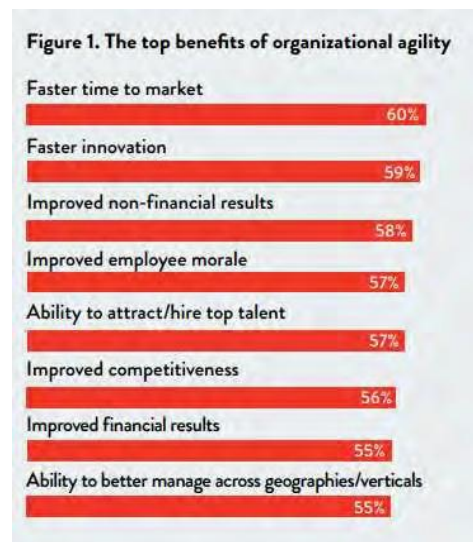 Figure 1. The top benefits of organizational agility
Faster time to market
60%
Faster innovation
59%
Improved non-financial results
58%
Improved employee morale
57%
Ability to attract/hire top talent
57%
Improved competitiveness
56%
Improved financial results
55%
Ability to better manage across geographies/verticals
55%